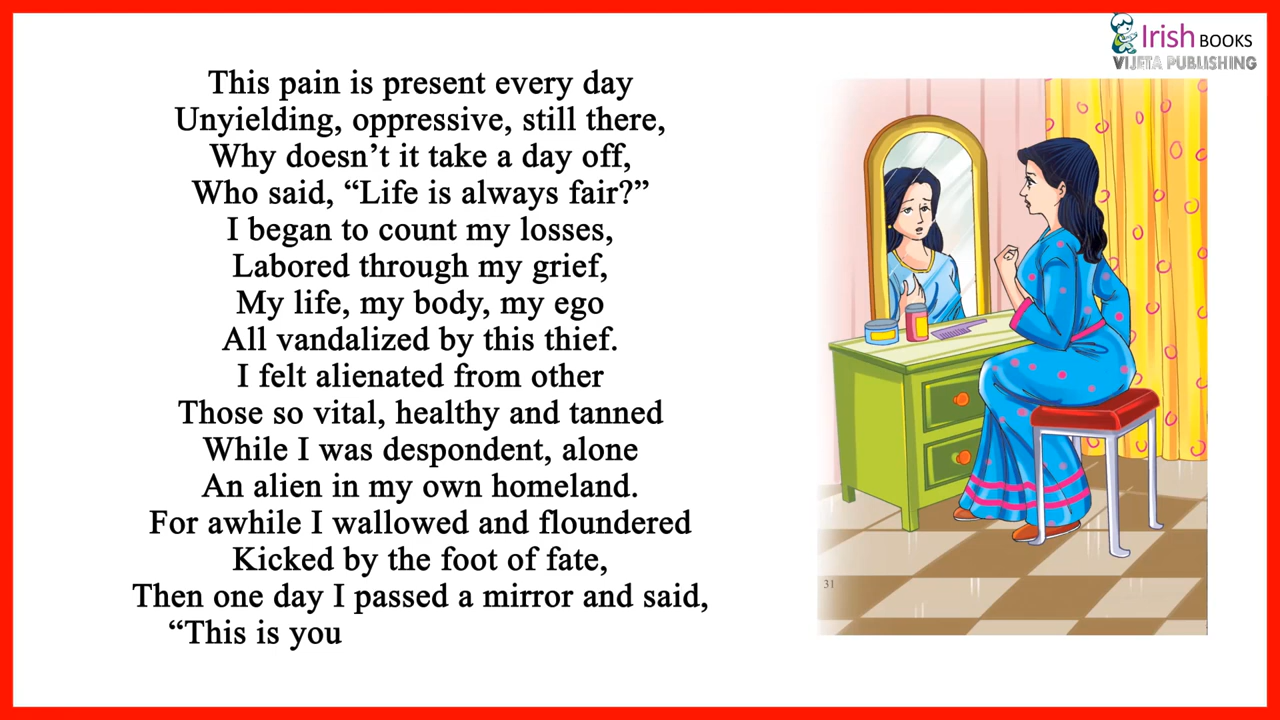 Irish BOOKS
VIJETA PUBLISHING
This pain is present every day
Unyielding, oppressive, still there,
Why doesn’t it take a day off,
Who said, “Life is always fair?”
I began to count my losses,
Labored through my grief,
My life, my body, my ego
All vandalized by this thief.
I felt alienated from other
Those so vital, healthy and tanned
While I was despondent, alone
An alien in my own homeland.
For awhile I wallowed and floundered
Kicked by the foot of fate,
Then one day I passed a mirror and said,
“This is you
31